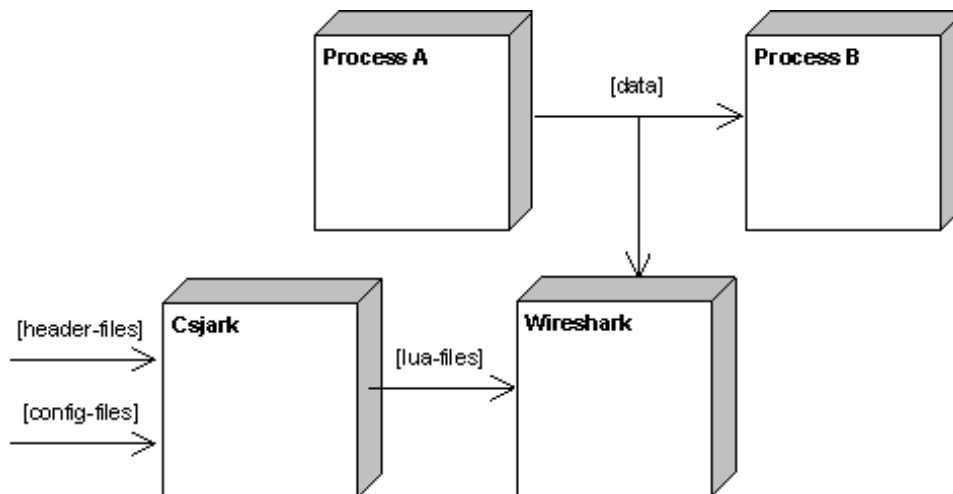 Process A
Process B
[data]
Csjark
Wireshark
[header-files]
[lua-files]
[config-files]